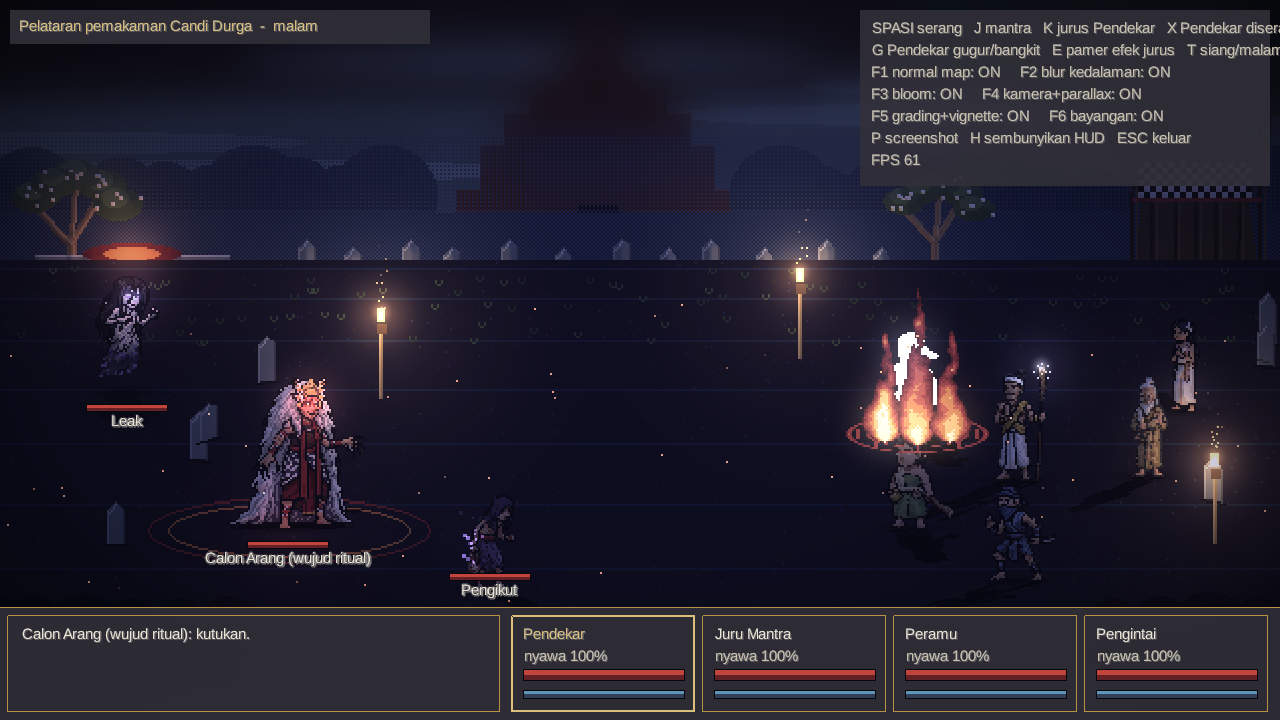 Pelataran pemakaman Candi Durga - malam
SPASI serang J mantra K jurus Pendekar X Pendekar
G Pendekar gugur/bangkit E pamer efek jurus T siang/malam
F1 normal map: ON F2 blur kedalaman: ON
F3 bloom: ON F4 kamera+parallax: ON
F5 grading+vignette: ON F6 bayangan: ON
P screenshot H sembunyikan HUD ESC keluar
FPS 61
Leak
Calon Arang (wujud ritual)
Pengikut
Calon Arang (wujud ritual): kutukan.
Pendekar
nyawa 100%
Juru Mantra
nyawa 100%
Peramu
nyawa 100%
Pengintai
nyawa 100%